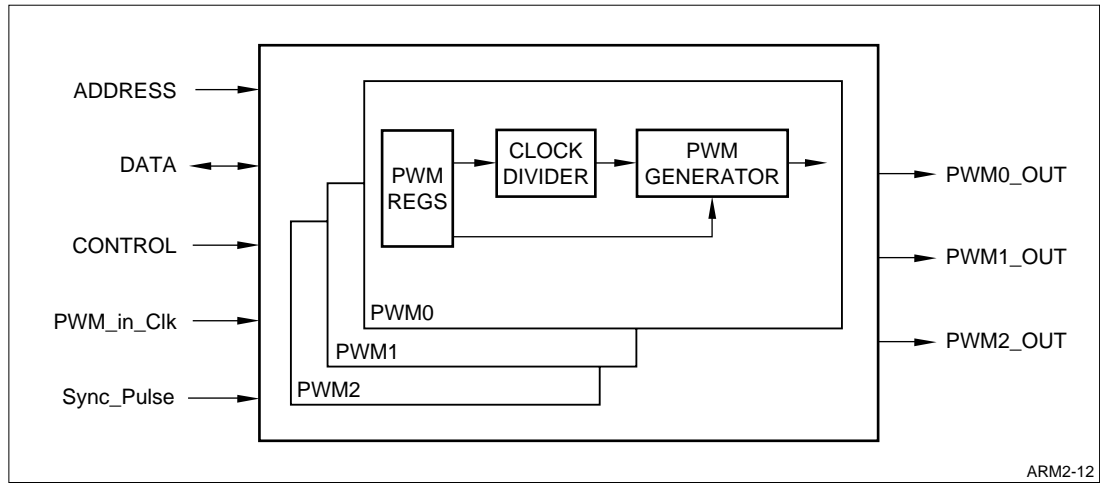 ADDRESS
DATA
CONTROL
PWM_in_Clk
Sync_Pulse
PWM
REGS
CLOCK
DIVIDER
PWM
GENERATOR
PWM0
PWM1
PWM2
PWM0_OUT
PWM1_OUT
PWM2_OUT
ARM2-12